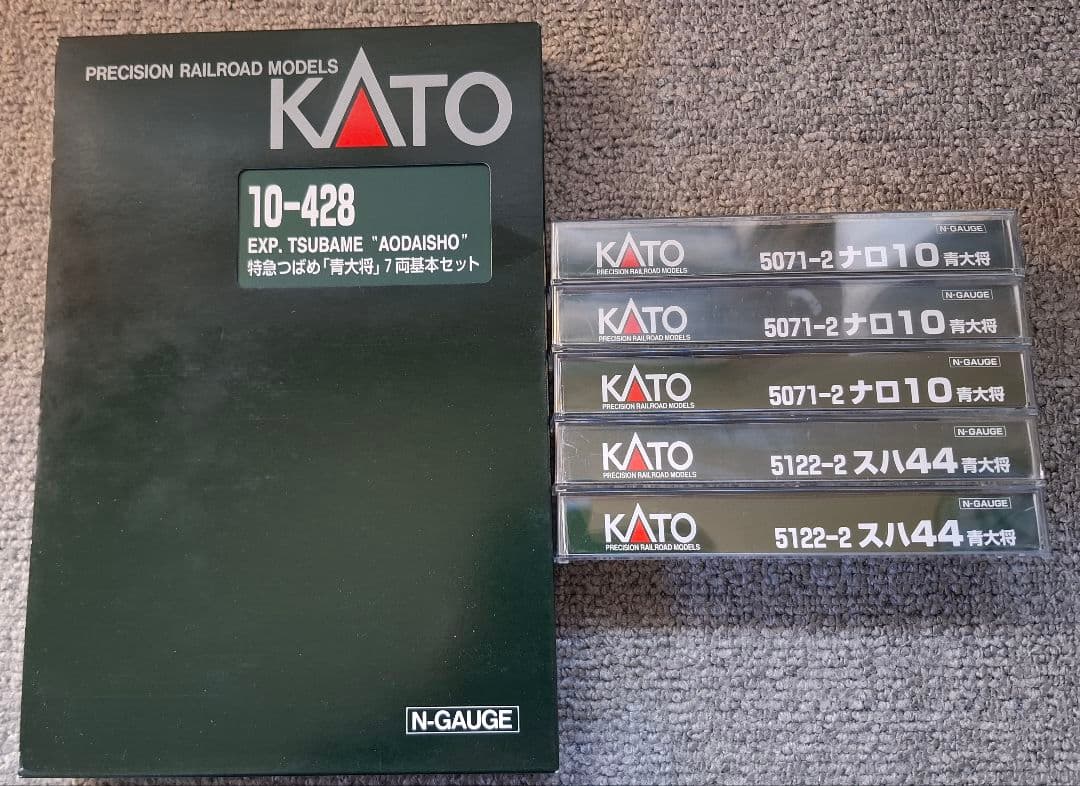 PRECISION RAILROAD MODELS
KATO
10-428
EXP. TSUBAME "AODAISHO"
特急つばめ「青大将」7両基本セット
N-GAUGE
N-GAUGE
KATO 5071-2 ナロ10 青大将
PRECISION RAILROAD MODELS
N-GAUGE
KATO 5071-2 ナロ10 青大将
PRECISION RAILROAD MODELS
N-GAUGE
KATO 5071-2 ナロ10 青大将
PRECISION RAILROAD MODELS
N-GAUGE
KATO 5122-2 スハ44 青大将
PRECISION RAILROAD MODELS
N-GAUGE
KATO 5122-2 スハ44 青大将
PRECISION RAILROAD MODELS